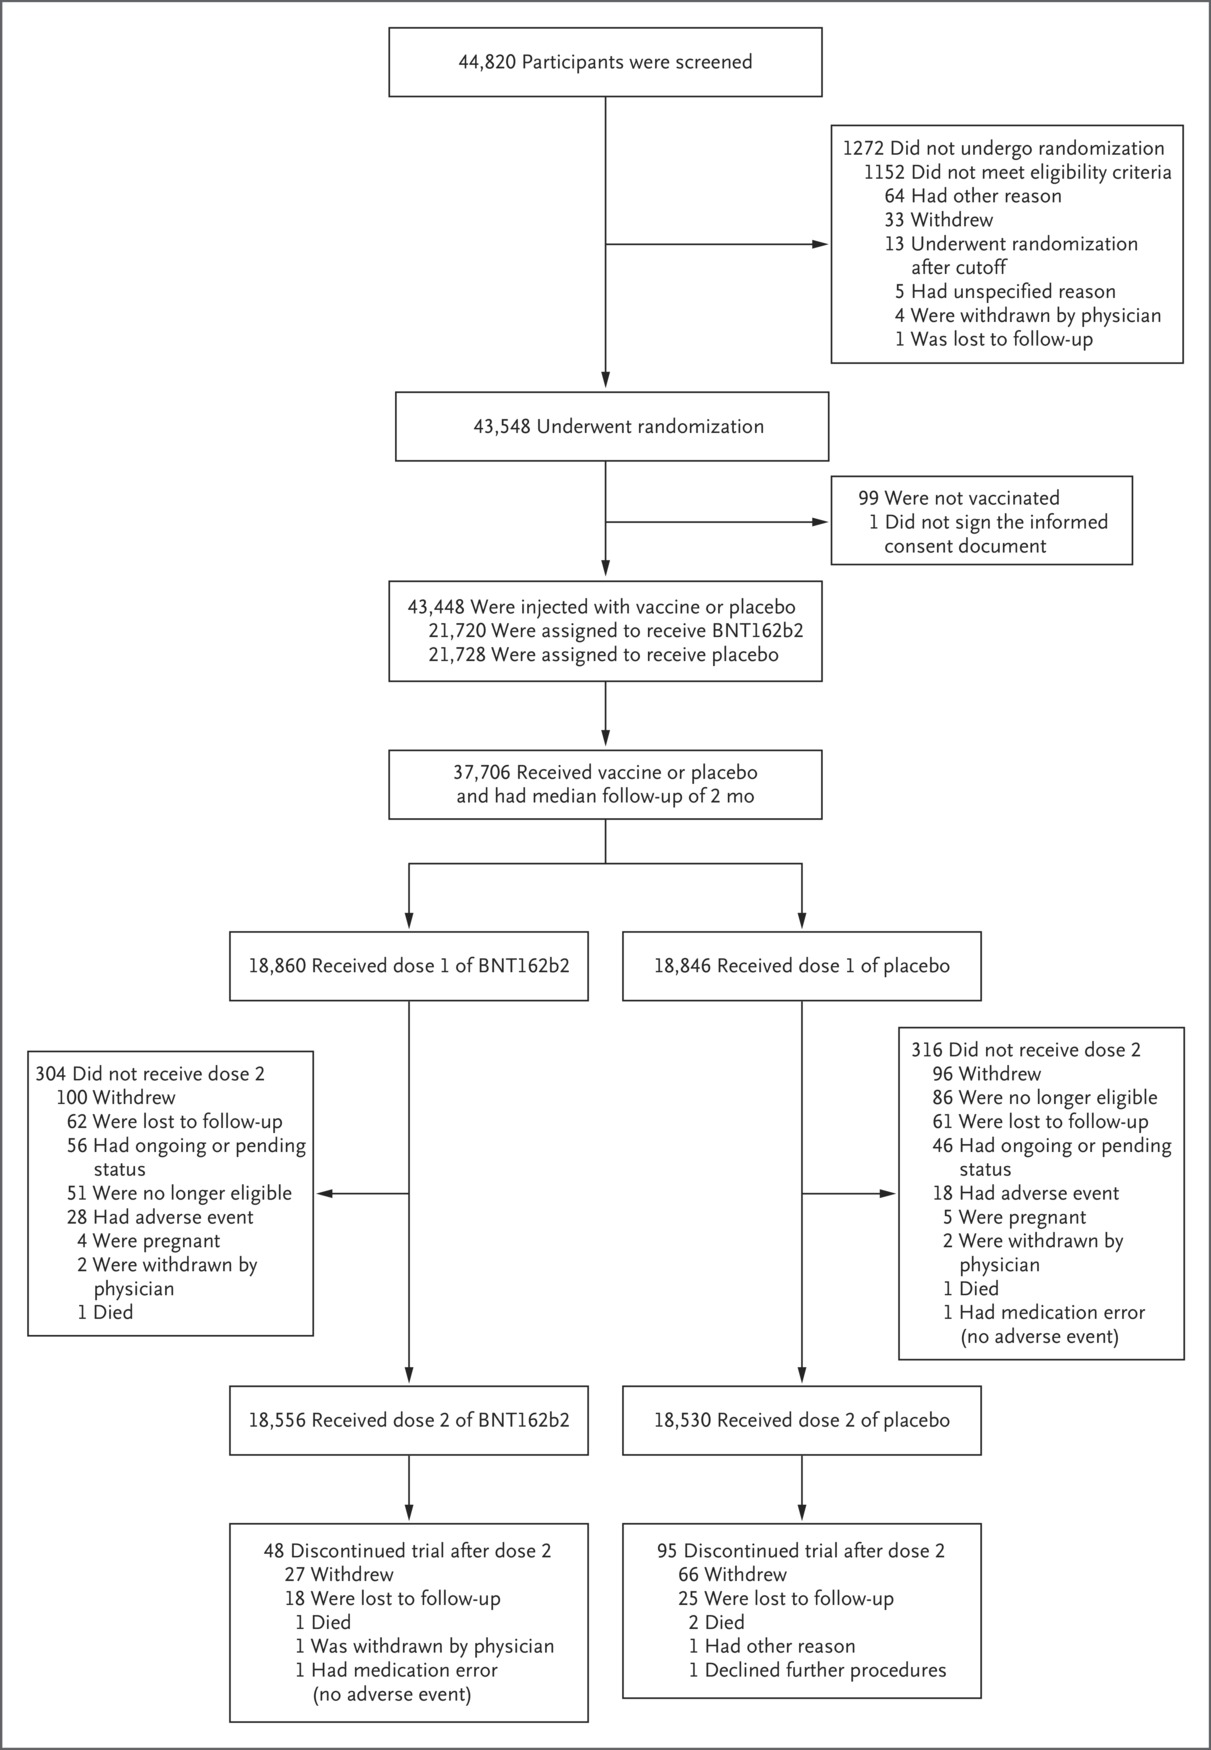 44,820 Participants were screened
1272 Did not undergo randomization
1152 Did not meet eligibility criteria
64 Had other reason
33 Withdrew
13 Underwent randomization
after cutoff
5 Had unspecified reason
4 Were withdrawn by physician
1 Was lost to follow-up
43,548 Underwent randomization
99 Were not vaccinated
1 Did not sign the informed
consent document
43,448 Were injected with vaccine or placebo
21,720 Were assigned to receive BNT162b2
21,728 Were assigned to receive placebo
37,706 Received vaccine or placebo
and had median follow-up of 2 mo
18,860 Received dose 1 of BNT162b2
18,846 Received dose 1 of placebo
304 Did not receive dose 2
100 Withdrew
62 Were lost to follow-up
56 Had ongoing or pending
status
51 Were no longer eligible
28 Had adverse event
4 Were pregnant
2 Were withdrawn by
physician
1 Died
316 Did not receive dose 2
96 Withdrew
86 Were no longer eligible
61 Were lost to follow-up
46 Had ongoing or pending
status
18 Had adverse event
5 Were pregnant
2 Were withdrawn by
physician
1 Died
1 Had medication error
(no adverse event)
18,556 Received dose 2 of BNT162b2
18,530 Received dose 2 of placebo
48 Discontinued trial after dose 2
27 Withdrew
18 Were lost to follow-up
1 Died
1 Was withdrawn by physician
1 Had medication error
(no adverse event)
95 Discontinued trial after dose 2
66 Withdrew
25 Were lost to follow-up
2 Died
1 Had other reason
1 Declined further procedures